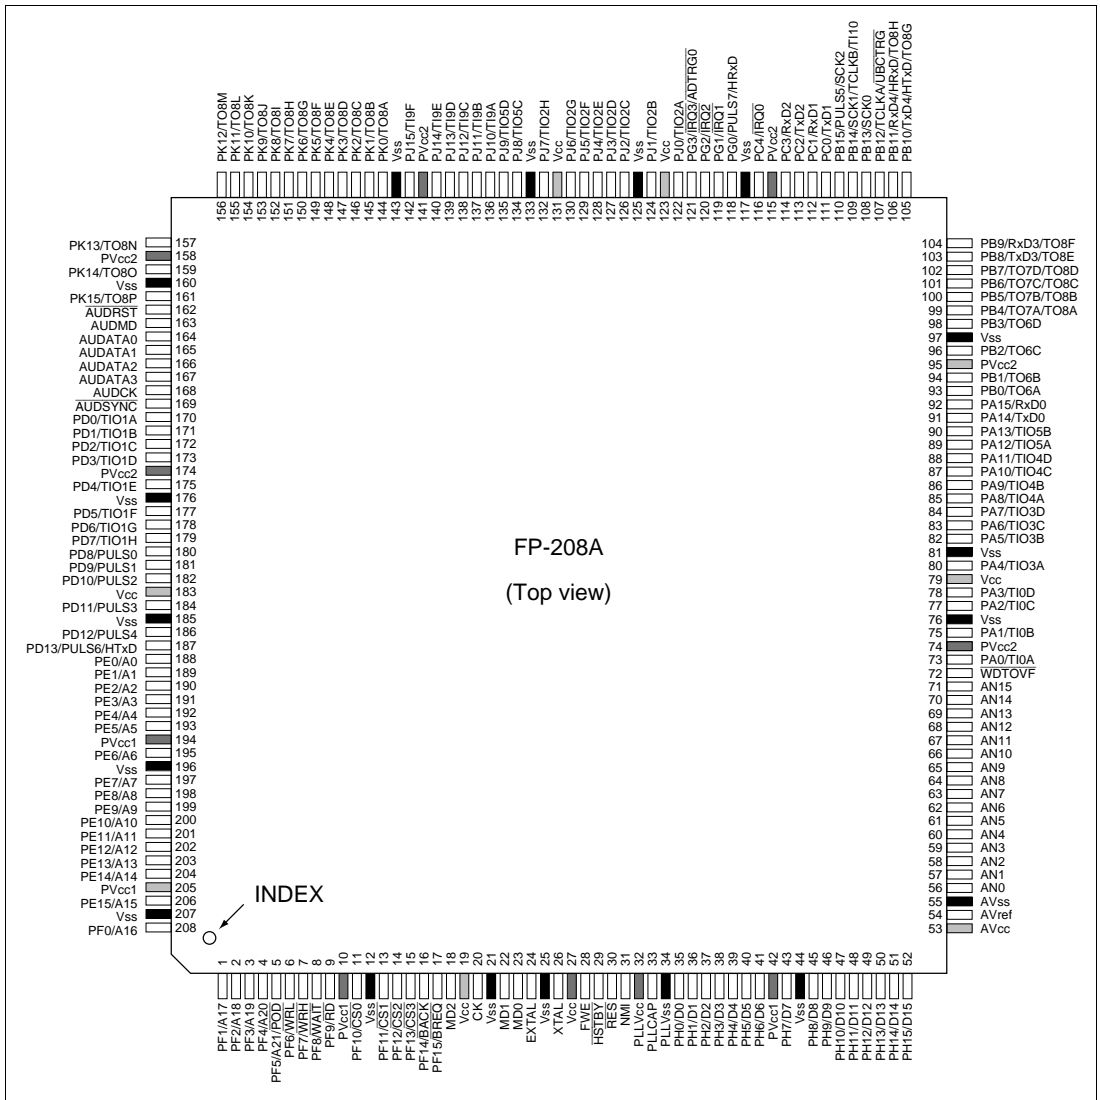 PK12/TO8M
PK11/TO8L
PK10/TO8K
PK9/TO8J
PK8/TO8I
PK7/TO8H
PK6/TO8G
PK5/TO8F
PK4/TO8E
PK3/TO8D
PK2/TO8C
PK1/TO8B
PK0/TO8A
Vss
PJ15/TI9F
PVcc2
PJ14/TI9E
PJ13/TI9D
PJ12/TI9C
PJ11/TI9B
PJ10/TI9A
PJ9/TIO5D
PJ8/TIO5C
Vss
PJ7/TIO2H
Vcc
PJ6/TIO2G
PJ5/TIO2F
PJ4/TIO2E
PJ3/TIO2D
PJ2/TIO2C
Vss
PJ1/TIO2B
Vcc
PJ0/TIO2A
PG3/IRQ3/ADTRG0
PG2/IRQ2
PG1/IRQ1
PG0/PULS7/HRxD
Vss
PC4/IRQ0
PVcc2
PC3/RxD2
PC2/TxD2
PC1/RxD1
PC0/TxD1
PB15/PULS5/SCK2
PB14/SCK1/TCLKB/TI10
PB13/SCK0
PB12/TCLKA/UBCTRG
PB11/RxD4/HRxD/TO8H
PB10/TxD4/HTxD/TO8G
156 155 154 153 152 151 150 149 148 147 146 145 144 143 142 141 140 139 138 137 136 135 134 133 132 131 130 129 128 127 126 125 124 123 122 121 120 119 118 117 116 115 114 113 112 111 110 109 108 107 106 105
PK13/TO8N 157
PVcc2 158
PK14/TO8O 159
Vss 160
PK15/TO8P 161
AUDRST 162
AUDMD 163
AUDATA0 164
AUDATA1 165
AUDATA2 166
AUDATA3 167
AUDCK 168
AUDSYNC 169
PD0/TIO1A 170
PD1/TIO1B 171
PD2/TIO1C 172
PD3/TIO1D 173
PVcc2 174
PD4/TIO1E 175
Vss 176
PD5/TIO1F 177
PD6/TIO1G 178
PD7/TIO1H 179
PD8/PULS0 180
PD9/PULS1 181
PD10/PULS2 182
Vcc 183
PD11/PULS3 184
Vss 185
PD12/PULS4 186
PD13/PULS6/HTxD 187
PE0/A0 188
PE1/A1 189
PE2/A2 190
PE3/A3 191
PE4/A4 192
PE5/A5 193
PVcc1 194
PE6/A6 195
Vss 196
PE7/A7 197
PE8/A8 198
PE9/A9 199
PE10/A10 200
PE11/A11 201
PE12/A12 202
PE13/A13 203
PE14/A14 204
PVcc1 205
PE15/A15 206
Vss 207
PF0/A16 208
FP-208A
(Top view)
INDEX
104 PB9/RxD3/TO8F
103 PB8/TxD3/TO8E
102 PB7/TO7D/TO8D
101 PB6/TO7C/TO8C
100 PB5/TO7B/TO8B
99 PB4/TO7A/TO8A
98 PB3/TO6D
97 Vss
96 PB2/TO6C
95 PVcc2
94 PB1/TO6B
93 PB0/TO6A
92 PA15/RxD0
91 PA14/TxD0
90 PA13/TIO5B
89 PA12/TIO5A
88 PA11/TIO4D
87 PA10/TIO4C
86 PA9/TIO4B
85 PA8/TIO4A
84 PA7/TIO3D
83 PA6/TIO3C
82 PA5/TIO3B
81 Vss
80 PA4/TIO3A
79 Vcc
78 PA3/TI0D
77 PA2/TI0C
76 Vss
75 PA1/TI0B
74 PVcc2
73 PA0/TI0A
72 WDTOVF
71 AN15
70 AN14
69 AN13
68 AN12
67 AN11
66 AN10
65 AN9
64 AN8
63 AN7
62 AN6
61 AN5
60 AN4
59 AN3
58 AN2
57 AN1
56 AN0
55 AVss
54 AVref
53 AVcc
1 2 3 4 5 6 7 8 9 10 11 12 13 14 15 16 17 18 19 20 21 22 23 24 25 26 27 28 29 30 31 32 33 34 35 36 37 38 39 40 41 42 43 44 45 46 47 48 49 50 51 52
PF1/A17
PF2/A18
PF3/A19
PF4/A20
PF5/A21/POD
PF6/WRL
PF7/WRH
PF8/WAIT
PF9/RD
PVcc1
PF10/CS0
Vss
PF11/CS1
PF12/CS2
PF13/CS3
PF14/BACK
PF15/BREQ
MD2
Vcc
CK
Vss
MD1
MD0
EXTAL
Vss
XTAL
Vcc
FWE
HSTBY
RES
NMI
PLLVcc
PLLCAP
PLLVss
PH0/D0
PH1/D1
PH2/D2
PH3/D3
PH4/D4
PH5/D5
PH6/D6
PVcc1
PH7/D7
Vss
PH8/D8
PH9/D9
PH10/D10
PH11/D11
PH12/D12
PH13/D13
PH14/D14
PH15/D15